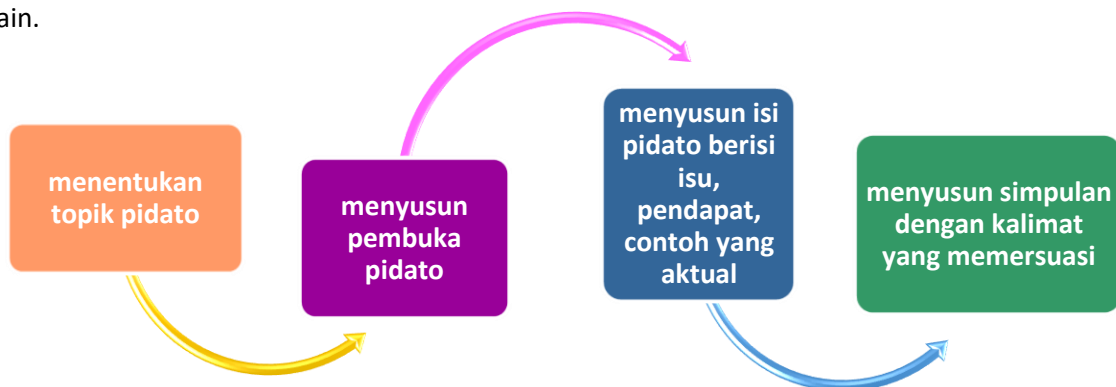 ain.
menentukan
topik pidato
menyusun
pembuka
pidato
menyusun isi
pidato berisi
isu,
pendapat,
contoh yang
aktual
menyusun simpulan
dengan kalimat
yang memersuasi